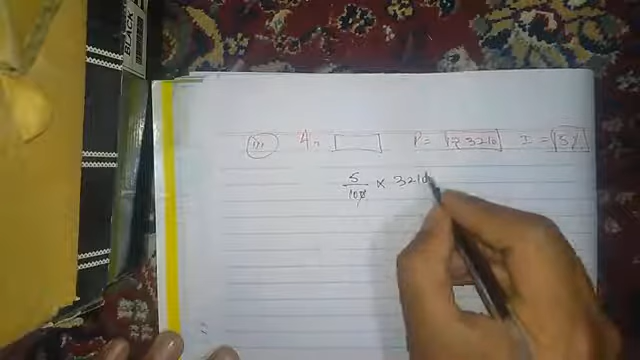 BLACK
(iii) A = P = 3210 I = 5%
5/100 × 3210